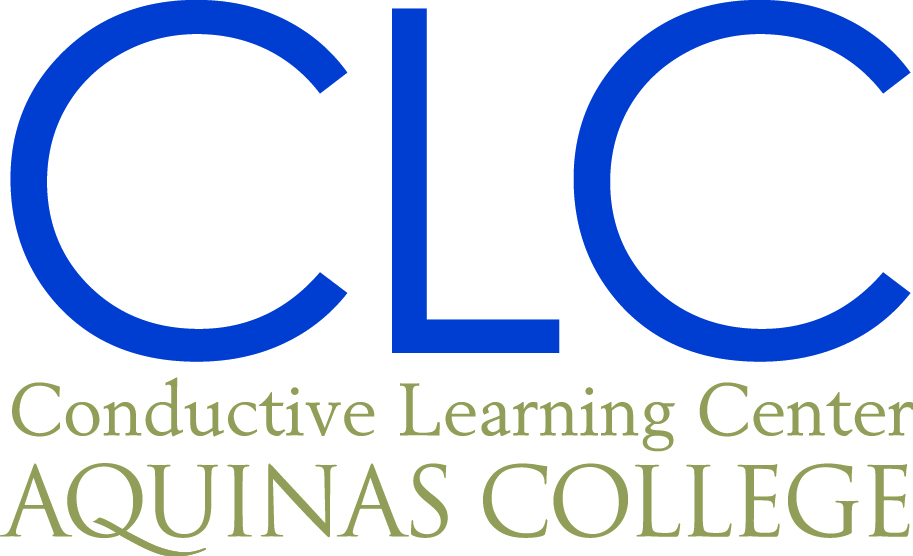 CLC
Conductive Learning Center
AQUINAS COLLEGE